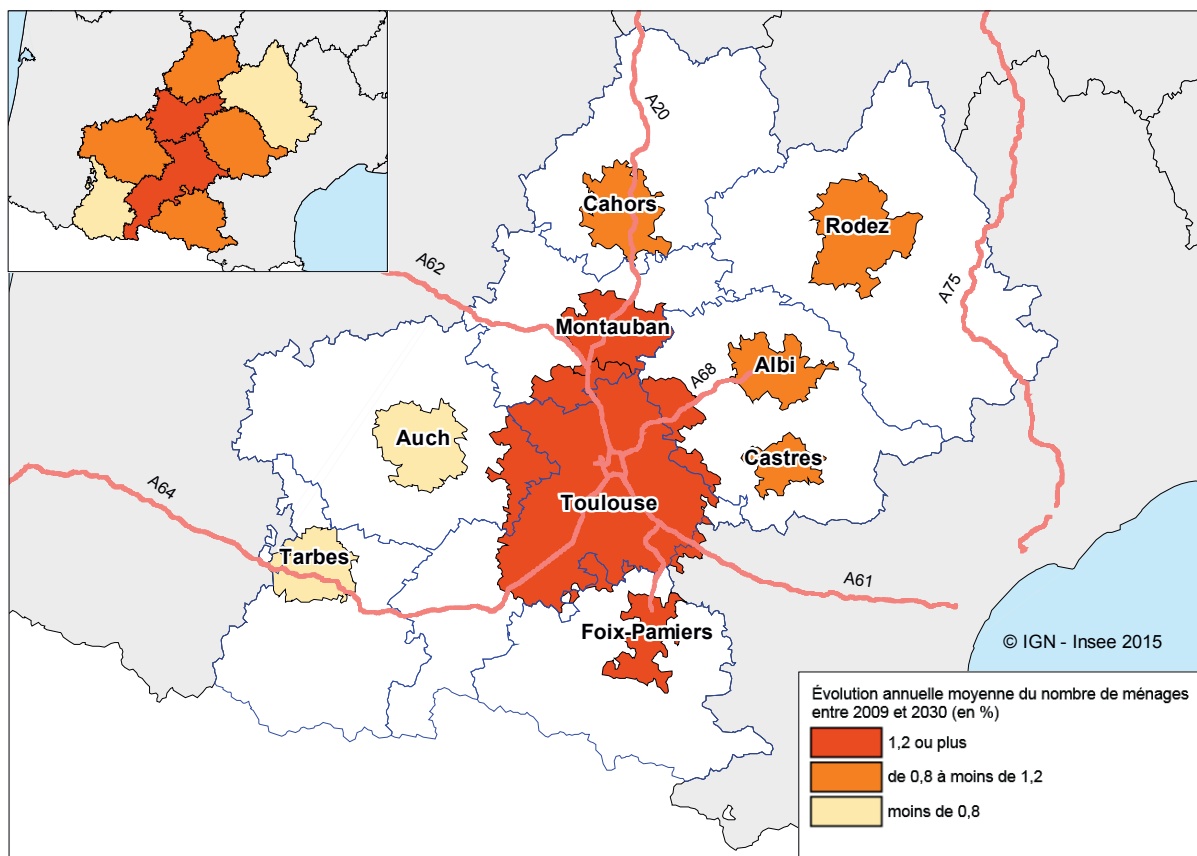 A20
Cahors
Rodez
A62
A75
Montauban
A68
Albi
Auch
Castres
A64
Toulouse
Tarbes
A61
Foix-Pamiers
© IGN - Insee 2015
Évolution annuelle moyenne du nombre de ménages
entre 2009 et 2030 (en %)
1,2 ou plus
de 0,8 à moins de 1,2
moins de 0,8